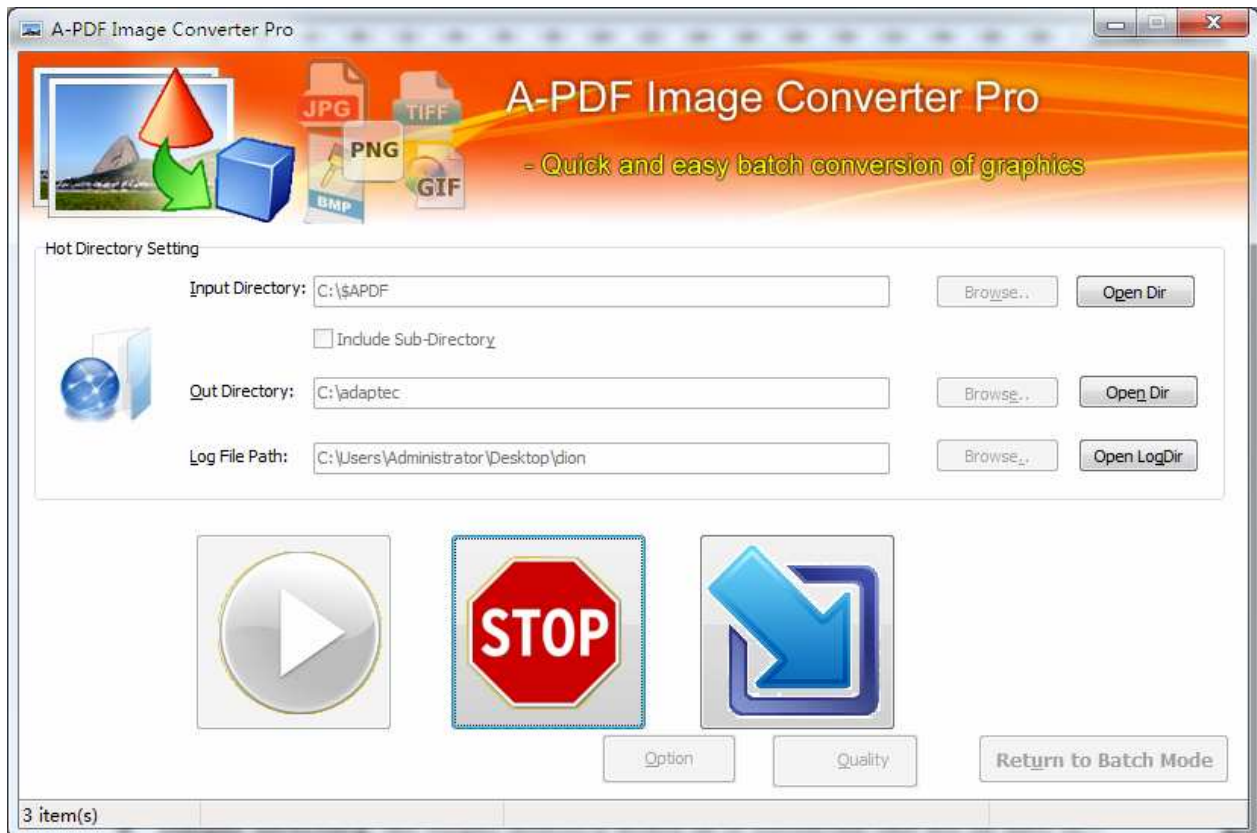 A-PDF Image Converter Pro
JPG
TIFF
PNG
BMP
GIF
A-PDF Image Converter Pro
- Quick and easy batch conversion of graphics
Hot Directory Setting
Input Directory: C:\$APDF Browse.. Open Dir
Include Sub-Directory
Out Directory: C:\adaptec Browse.. Open Dir
Log File Path: C:\Users\Administrator\Desktop\dion Browse.. Open LogDir
STOP
Option Quality Return to Batch Mode
3 item(s)